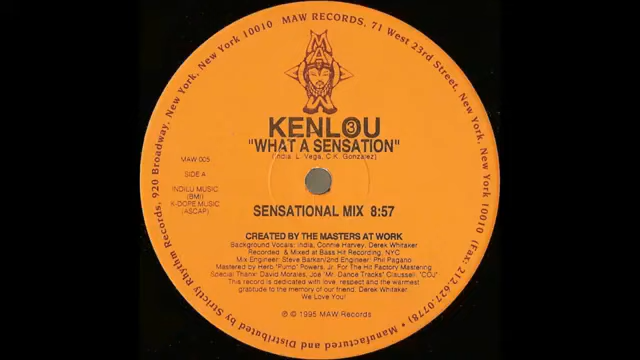 MAW RECORDS, 71 West 23rd Street, New York, New York 10010 (Fax: 212.627.0778) • Manufactured and Distributed by Strictly Rhythm Records, 920 Broadway, New York, New York 10010
MAW
KENLOU
3
"WHAT A SENSATION"
(India, L. Vega, C.K. Gonzalez)
MAW 005
SIDE A
INDILU MUSIC
(BMI)
K-DOPE MUSIC
(ASCAP)
SENSATIONAL MIX 8:57
CREATED BY THE MASTERS AT WORK
Background Vocals: India, Connie Harvey, Derek Whitaker
Recorded & Mixed at Bass Hit Recording, NYC
Mix Engineer: Steve Barkan/2nd Engineer: Phil Pagano
Mastered by Herb "Pump" Powers, Jr. For The Hit Factory Mastering
Special Thanx: David Morales, Joe "Mr. Dance Tracks" Claussell, "COJ"
This record is dedicated with love, respect and the warmest
gratitude to the memory of our friend, Derek Whitaker.
We Love You!
℗ © 1995 MAW Records